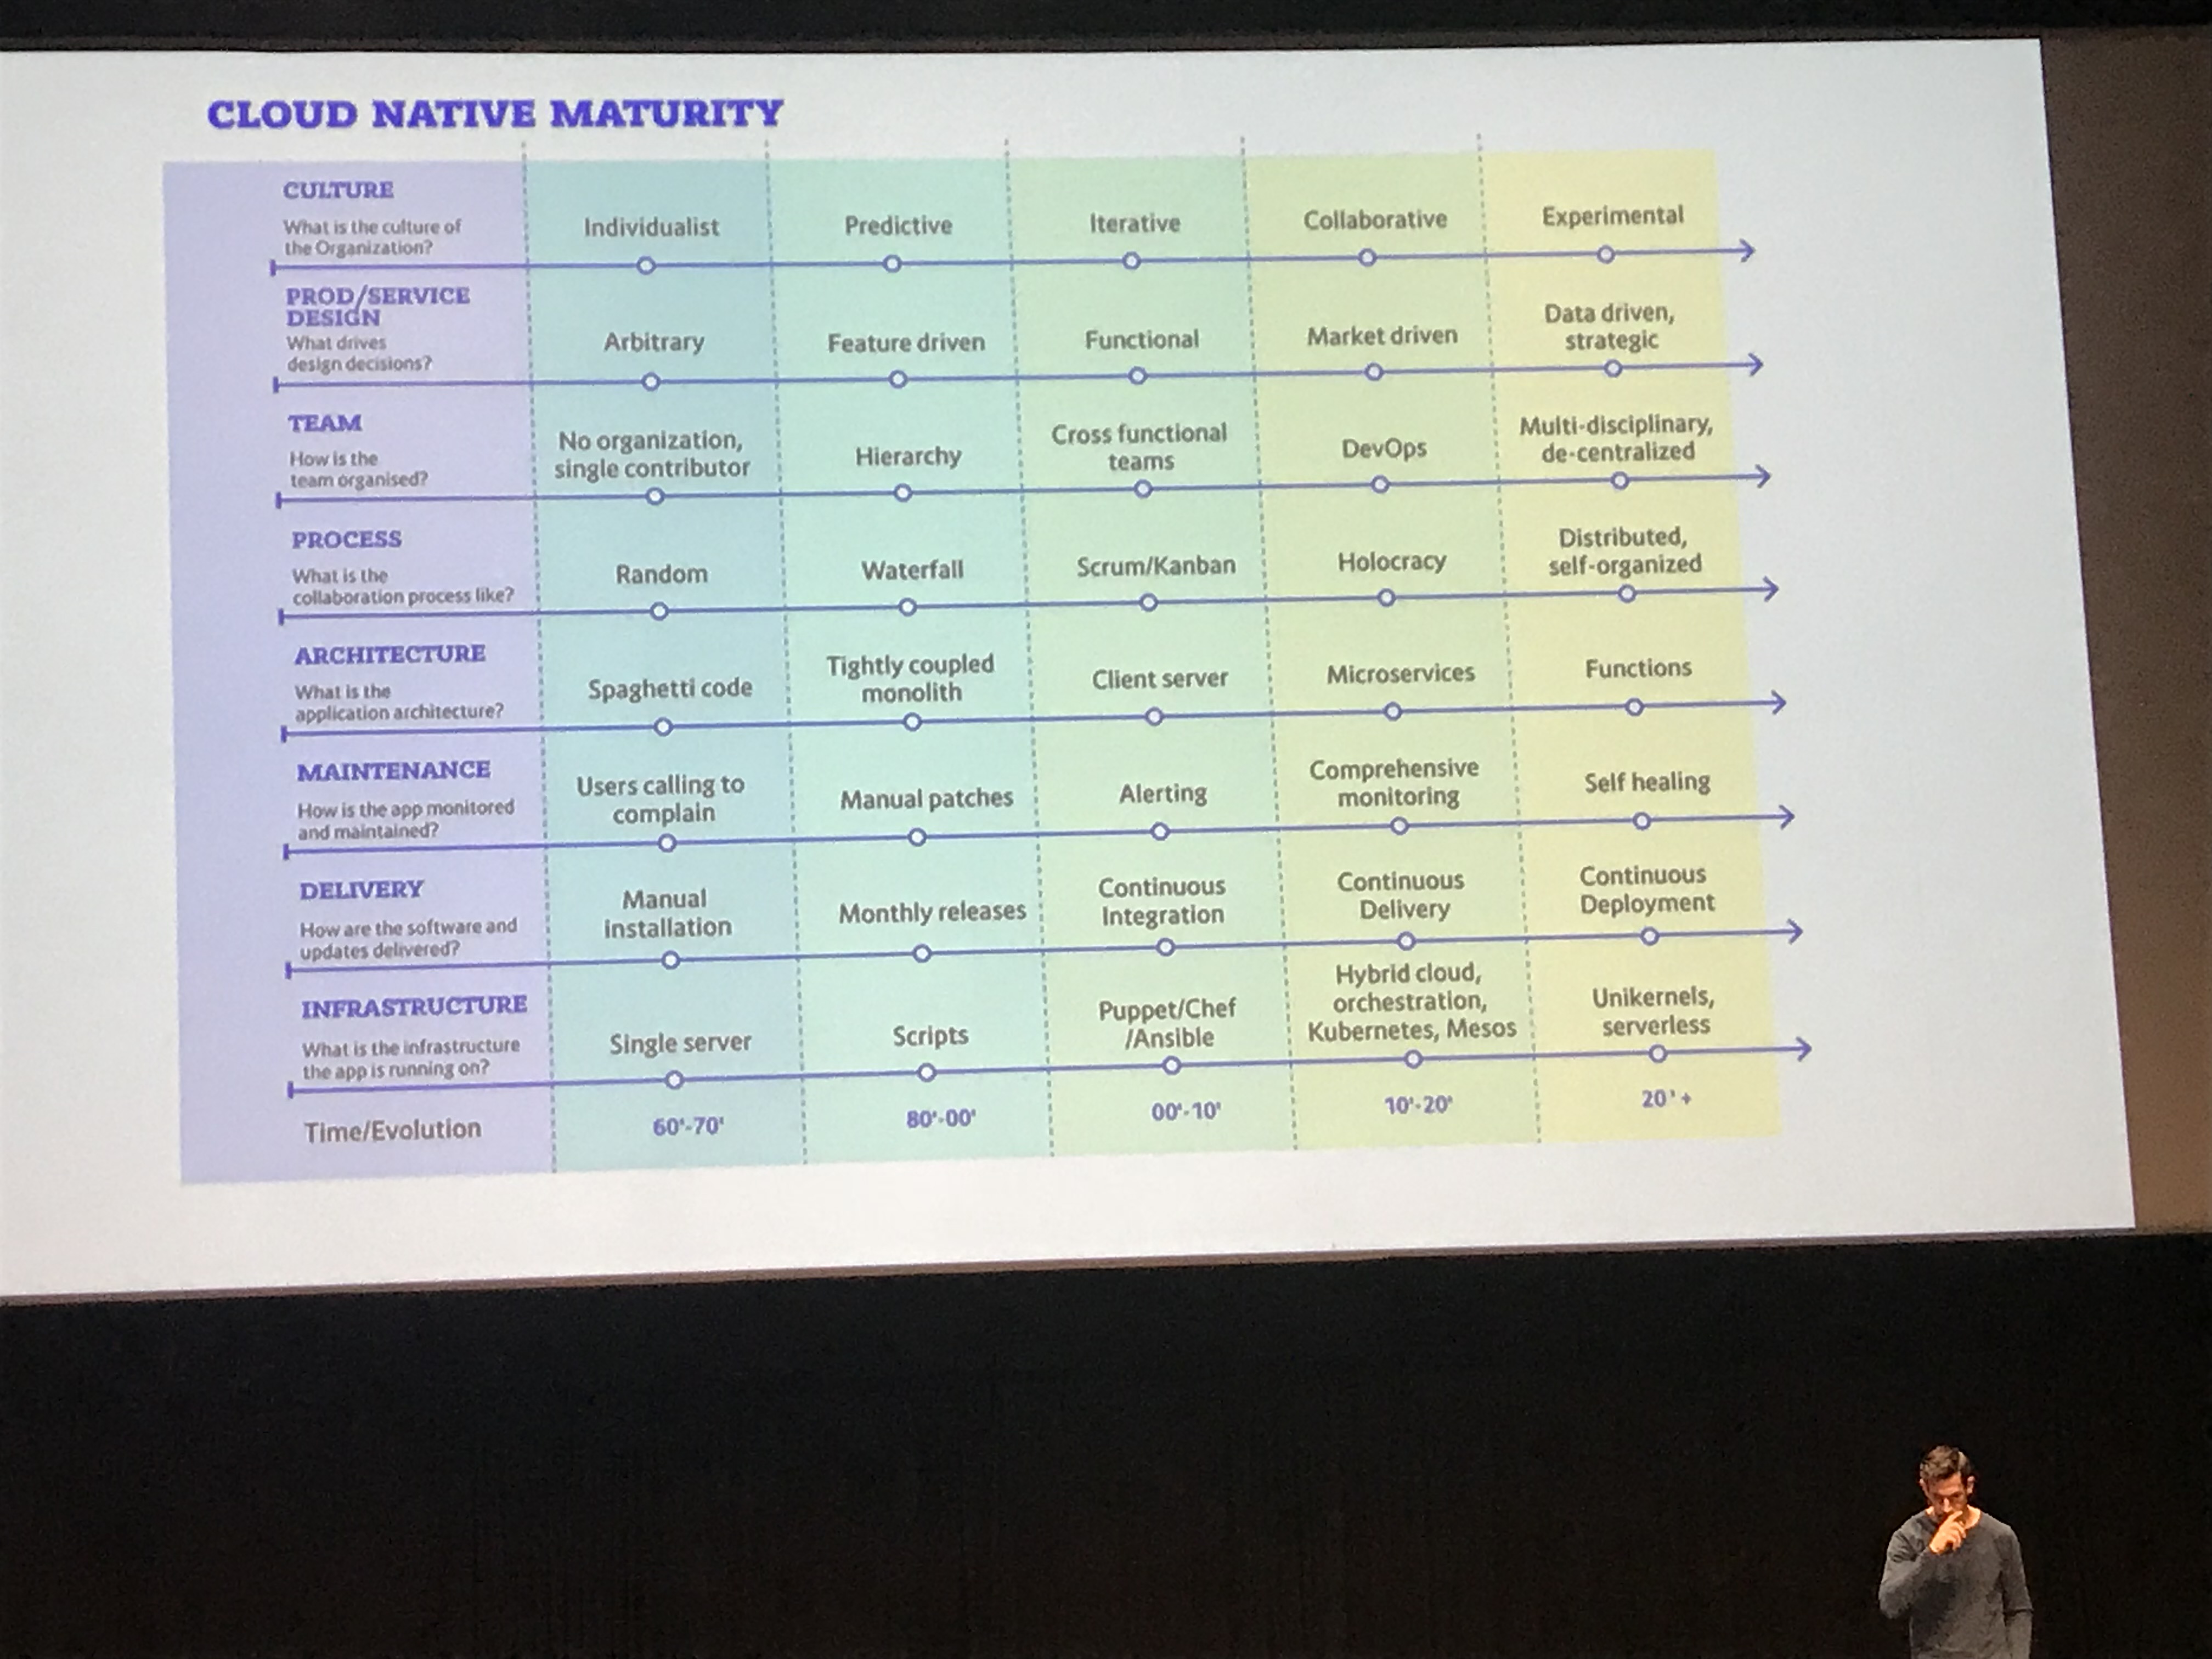 CLOUD NATIVE MATURITY
CULTURE
What is the culture of
the Organization?
Individualist
Predictive
Iterative
Collaborative
Experimental
PROD/SERVICE
DESIGN
What drives
design decisions?
Arbitrary
Feature driven
Functional
Market driven
Data driven,
strategic
TEAM
How is the
team organised?
No organization,
single contributor
Hierarchy
Cross functional
teams
DevOps
Multi-disciplinary,
de-centralized
PROCESS
What is the
collaboration process like?
Random
Waterfall
Scrum/Kanban
Holocracy
Distributed,
self-organized
ARCHITECTURE
What is the
application architecture?
Spaghetti code
Tightly coupled
monolith
Client server
Microservices
Functions
MAINTENANCE
How is the app monitored
and maintained?
Users calling to
complain
Manual patches
Alerting
Comprehensive
monitoring
Self healing
DELIVERY
How are the software and
updates delivered?
Manual
installation
Monthly releases
Continuous
Integration
Continuous
Delivery
Continuous
Deployment
INFRASTRUCTURE
What is the infrastructure
the app is running on?
Single server
Scripts
Puppet/Chef
/Ansible
Hybrid cloud,
orchestration,
Kubernetes, Mesos
Unikernels,
serverless
Time/Evolution
60'-70'
80'-00'
00'-10'
10'-20'
20'+